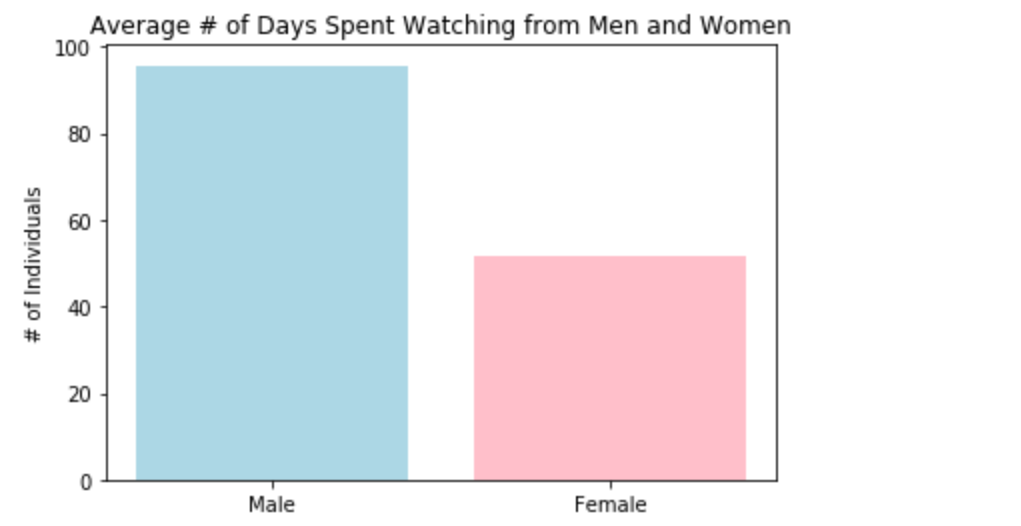 Average # of Days Spent Watching from Men and Women
100
80
60
40
20
0
# of Individuals
Male
Female